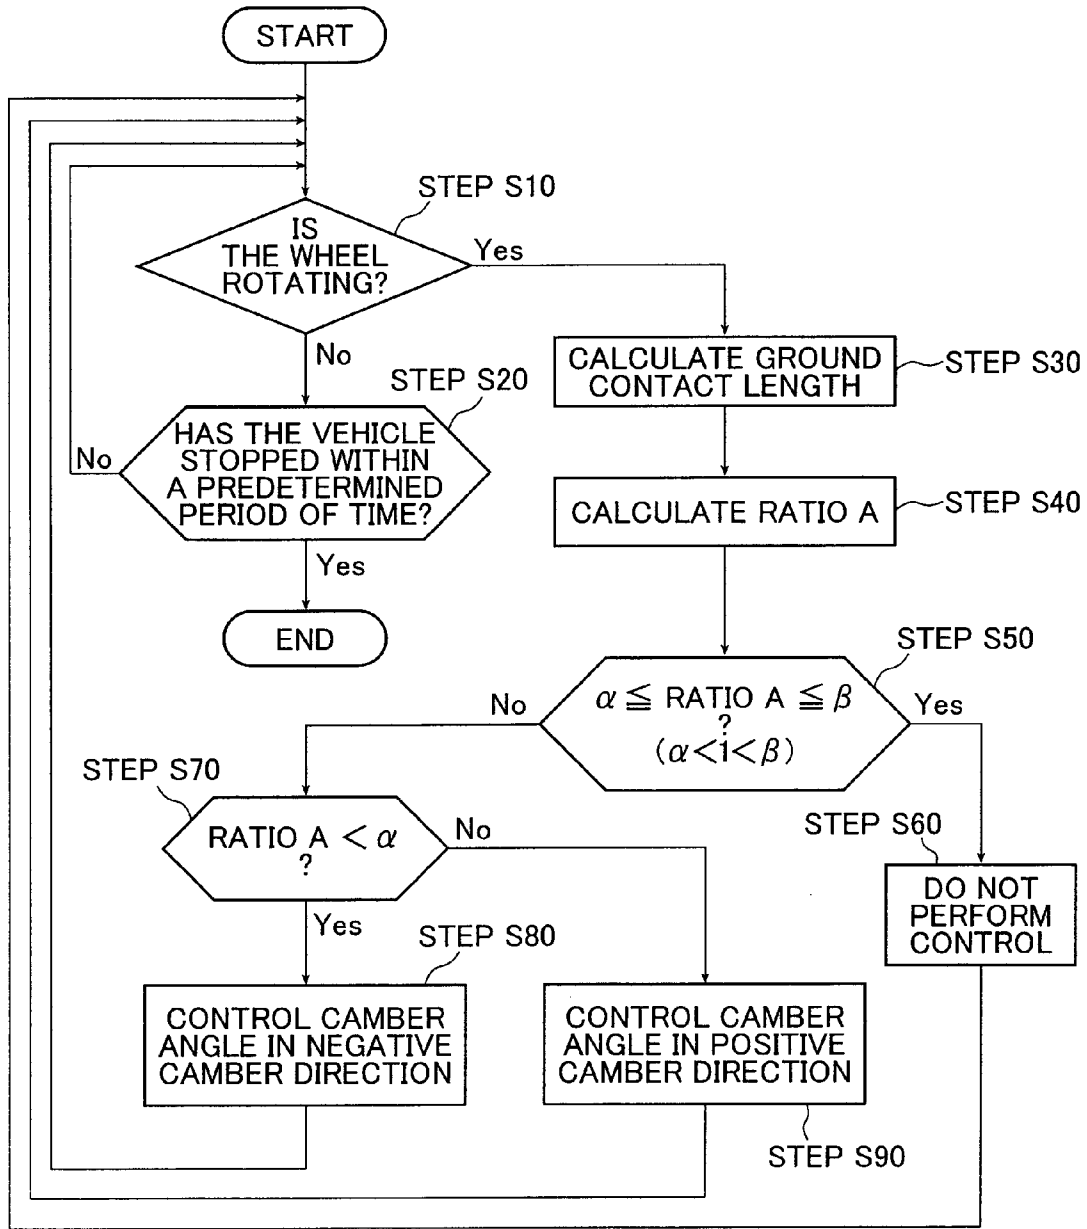 START
STEP S10
IS
THE WHEEL
ROTATING?
Yes
No
CALCULATE GROUND
CONTACT LENGTH
STEP S30
STEP S20
HAS THE VEHICLE
STOPPED WITHIN
A PREDETERMINED
PERIOD OF TIME?
No
Yes
CALCULATE RATIO A
STEP S40
END
STEP S50
α ≦ RATIO A ≦ β
?
(α<1<β)
No
Yes
STEP S70
RATIO A < α
?
No
Yes
STEP S60
DO NOT
PERFORM
CONTROL
STEP S80
CONTROL CAMBER
ANGLE IN NEGATIVE
CAMBER DIRECTION
CONTROL CAMBER
ANGLE IN POSITIVE
CAMBER DIRECTION
STEP S90